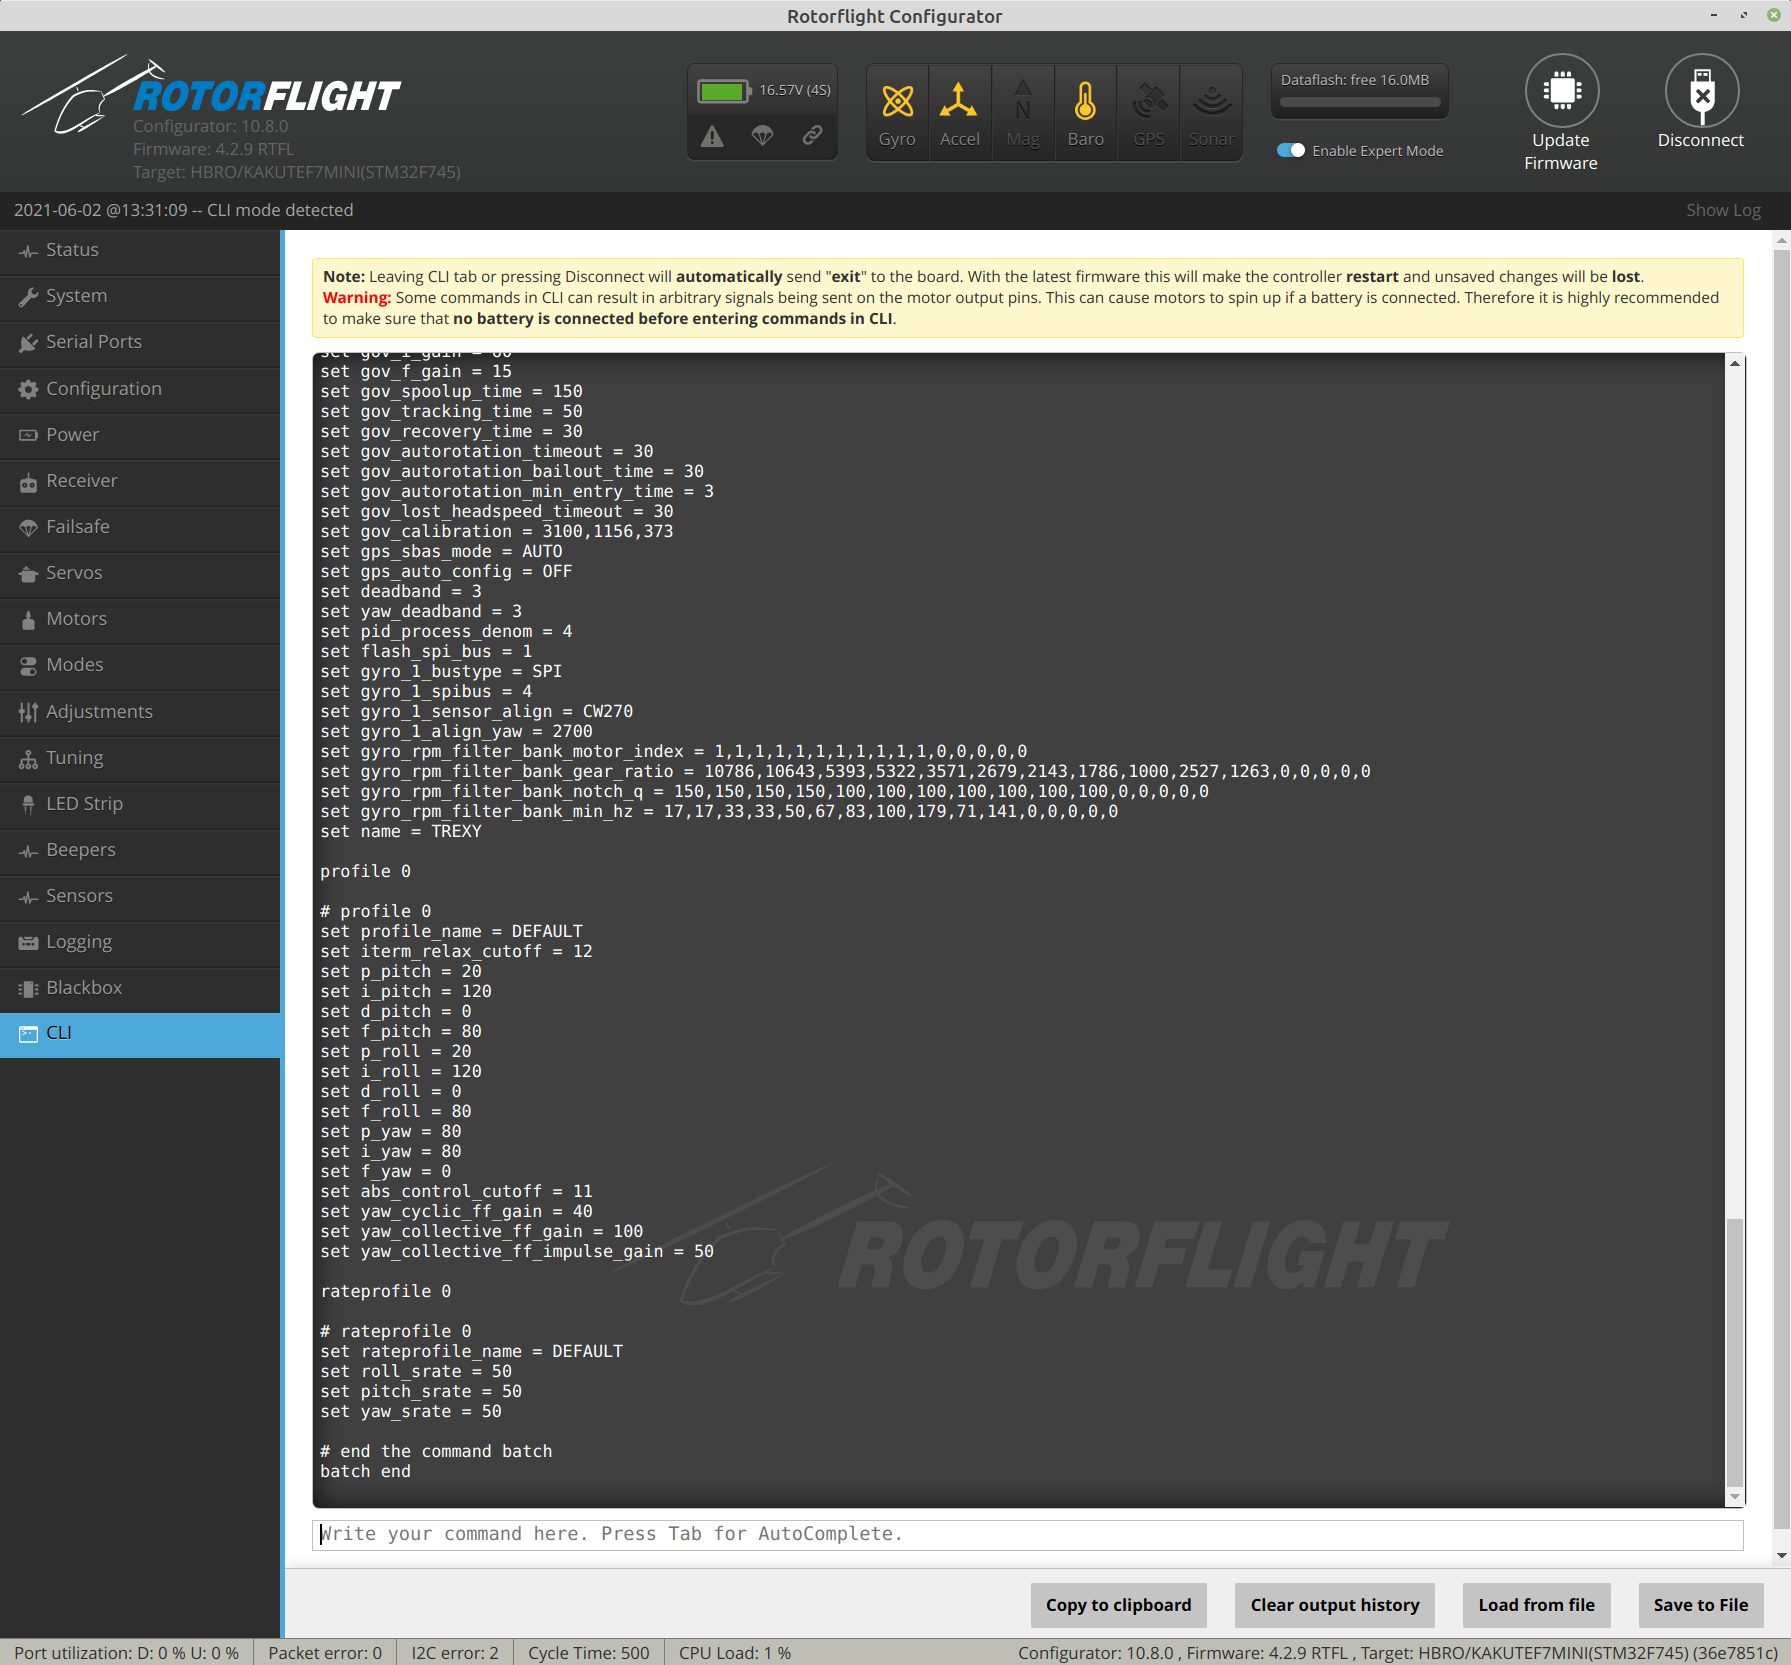 Rotorflight Configurator
ROTORFLIGHT
Configurator: 10.8.0
Firmware: 4.2.9 RTFL
Target: HBRO/KAKUTEF7MINI(STM32F745)
16.57V (4S)
Gyro
Accel
Mag
Baro
GPS
Sonar
Dataflash: free 16.0MB
Enable Expert Mode
Update
Firmware
Disconnect
2021-06-02 @13:31:09 -- CLI mode detected
Show Log
Status
System
Serial Ports
Configuration
Power
Receiver
Failsafe
Servos
Motors
Modes
Adjustments
Tuning
LED Strip
Beepers
Sensors
Logging
Blackbox
CLI
Note: Leaving CLI tab or pressing Disconnect will automatically send "exit" to the board. With the latest firmware this will make the controller restart and unsaved changes will be lost.
Warning: Some commands in CLI can result in arbitrary signals being sent on the motor output pins. This can cause motors to spin up if a battery is connected. Therefore it is highly recommended
to make sure that no battery is connected before entering commands in CLI.
set gov_i_gain = 60
set gov_f_gain = 15
set gov_spoolup_time = 150
set gov_tracking_time = 50
set gov_recovery_time = 30
set gov_autorotation_timeout = 30
set gov_autorotation_bailout_time = 30
set gov_autorotation_min_entry_time = 3
set gov_lost_headspeed_timeout = 30
set gov_calibration = 3100,1156,373
set gps_sbas_mode = AUTO
set gps_auto_config = OFF
set deadband = 3
set yaw_deadband = 3
set pid_process_denom = 4
set flash_spi_bus = 1
set gyro_1_bustype = SPI
set gyro_1_spibus = 4
set gyro_1_sensor_align = CW270
set gyro_1_align_yaw = 2700
set gyro_rpm_filter_bank_motor_index = 1,1,1,1,1,1,1,1,1,1,1,0,0,0,0,0
set gyro_rpm_filter_bank_gear_ratio = 10786,10643,5393,5322,3571,2679,2143,1786,1000,2527,1263,0,0,0,0,0
set gyro_rpm_filter_bank_notch_q = 150,150,150,150,100,100,100,100,100,100,100,0,0,0,0,0
set gyro_rpm_filter_bank_min_hz = 17,17,33,33,50,67,83,100,179,71,141,0,0,0,0,0
set name = TREXY
profile 0
# profile 0
set profile_name = DEFAULT
set iterm_relax_cutoff = 12
set p_pitch = 20
set i_pitch = 120
set d_pitch = 0
set f_pitch = 80
set p_roll = 20
set i_roll = 120
set d_roll = 0
set f_roll = 80
set p_yaw = 80
set i_yaw = 80
set f_yaw = 0
set abs_control_cutoff = 11
set yaw_cyclic_ff_gain = 40
set yaw_collective_ff_gain = 100
set yaw_collective_ff_impulse_gain = 50
ROTORFLIGHT
rateprofile 0
# rateprofile 0
set rateprofile_name = DEFAULT
set roll_srate = 50
set pitch_srate = 50
set yaw_srate = 50
# end the command batch
batch end
Write your command here. Press Tab for AutoComplete.
Copy to clipboard
Clear output history
Load from file
Save to File
Port utilization: D: 0 % U: 0 %
Packet error: 0
I2C error: 2
Cycle Time: 500
CPU Load: 1 %
Configurator: 10.8.0 , Firmware: 4.2.9 RTFL , Target: HBRO/KAKUTEF7MINI(STM32F745) (36e7851c)